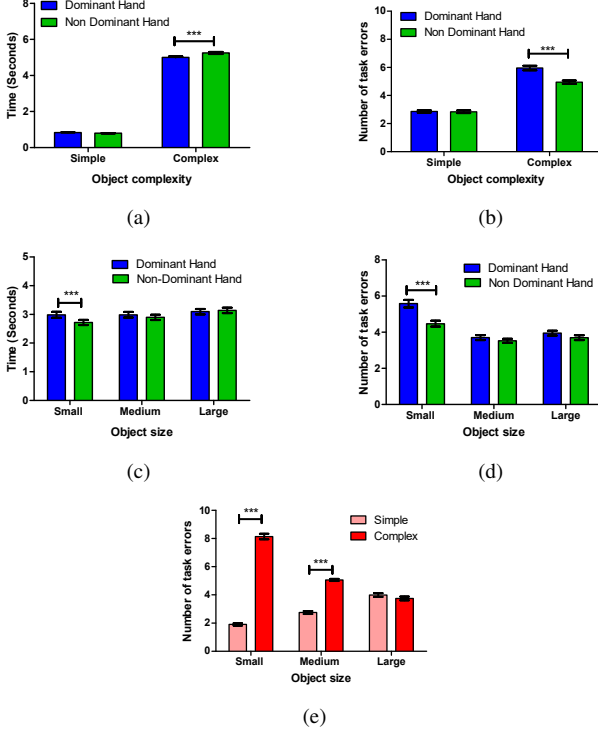 8
6
4
2
0
Time (Seconds)
Dominant Hand
Non Dominant Hand
***
Simple
Complex
Object complexity
(a)
10
8
6
4
2
0
Number of task errors
Dominant Hand
Non Dominant Hand
***
Simple
Complex
Object complexity
(b)
5
4
3
2
1
0
Time (Seconds)
Dominant Hand
Non-Dominant Hand
***
Small
Medium
Large
Object size
(c)
8
6
4
2
0
Number of task errors
Dominant Hand
Non Dominant Hand
***
Small
Medium
Large
Object size
(d)
10
8
6
4
2
0
Number of task errors
Simple
Complex
***
***
Small
Medium
Large
Object size
(e)